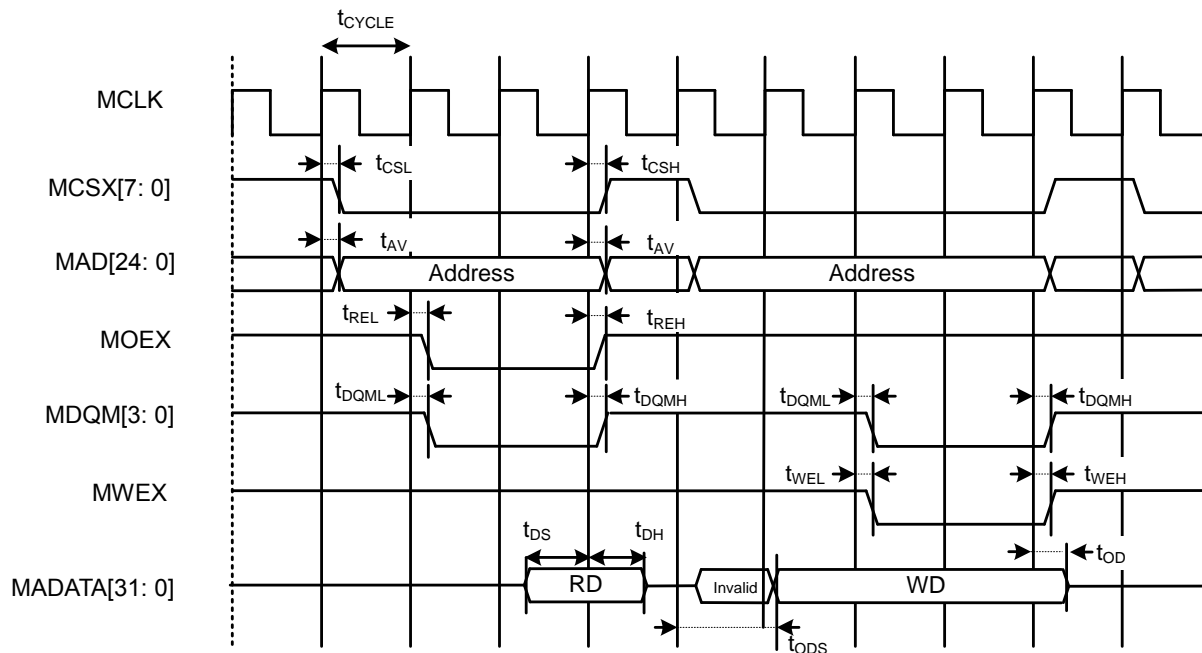 tCYCLE
MCLK
tCSL tCSH
MCSX[7: 0]
tAV tAV
MAD[24: 0] Address Address
tREL tREH
MOEX
tDQML tDQMH tDQML tDQMH
MDQM[3: 0]
tWEL tWEH
MWEX
tDS tDH
tOD
MADATA[31: 0] RD Invalid WD
tODS